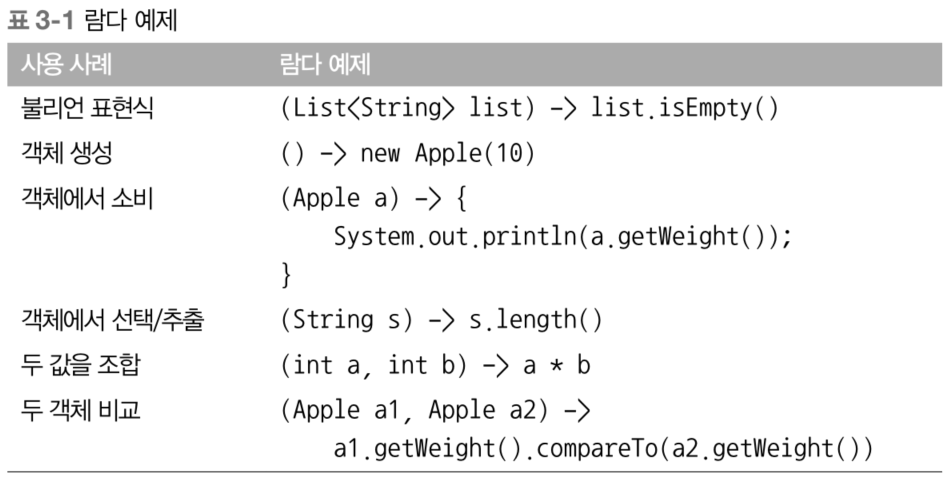 표 3-1 람다 예제
사용 사례 람다 예제
불리언 표현식 (List<String> list) -> list.isEmpty()
객체 생성 () -> new Apple(10)
객체에서 소비 (Apple a) -> {
System.out.println(a.getWeight());
}
객체에서 선택/추출 (String s) -> s.length()
두 값을 조합 (int a, int b) -> a * b
두 객체 비교 (Apple a1, Apple a2) ->
a1.getWeight().compareTo(a2.getWeight())